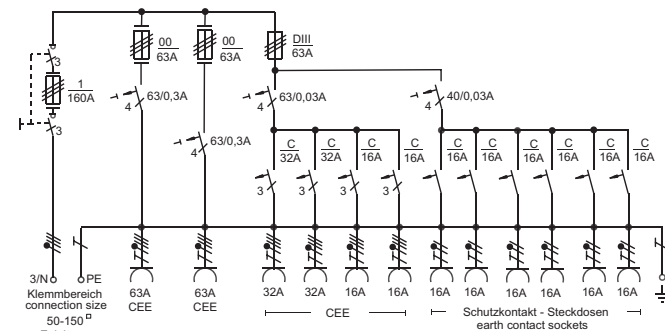 00
63A
00
63A
DIII
63A
3
1
160A
3
63/0,3A
4
63/0,3A
4
63/0,03A
4
40/0,03A
4
C
32A
C
32A
C
16A
C
16A
C
16A
C
16A
C
16A
C
16A
C
16A
C
16A
3
3
3
3
3/N
PE
63A
CEE
63A
CEE
32A
32A
16A
16A
16A
16A
16A
16A
16A
16A
Klemmbereich
connection size
50-150
CEE
Schutzkontakt - Steckdosen
earth contact sockets